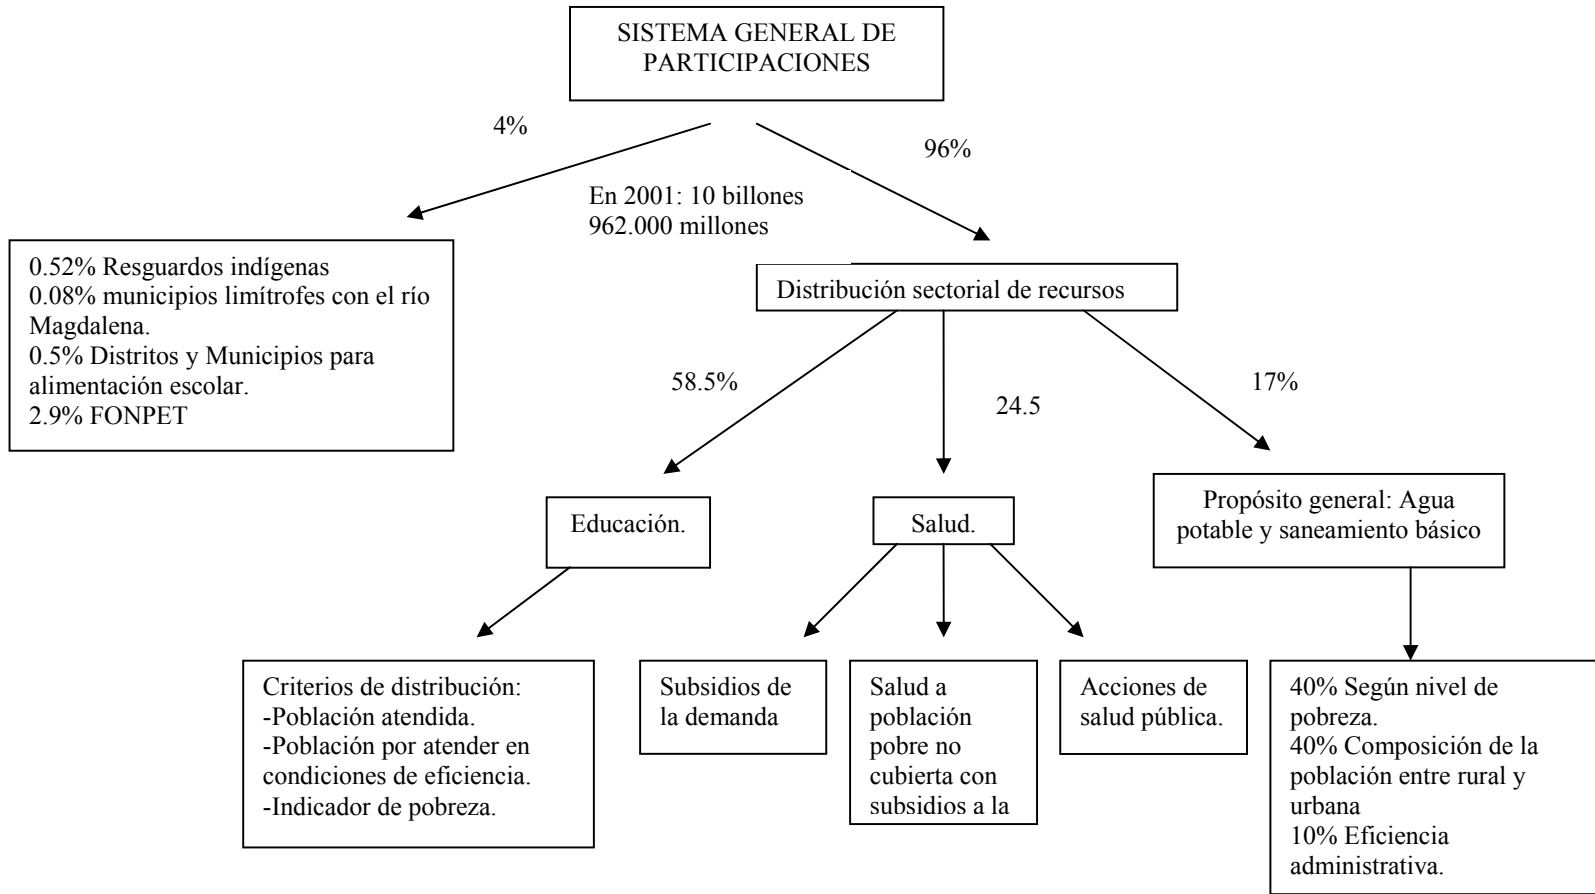 SISTEMA GENERAL DE
PARTICIPACIONES
4%
96%
En 2001: 10 billones
962.000 millones
0.52% Resguardos indígenas
0.08% municipios limítrofes con el río
Magdalena.
0.5% Distritos y Municipios para
alimentación escolar.
2.9% FONPET
Distribución sectorial de recursos
58.5%
24.5
17%
Educación.
Salud.
Propósito general: Agua
potable y saneamiento básico
Criterios de distribución:
-Población atendida.
-Población por atender en
condiciones de eficiencia.
-Indicador de pobreza.
Subsidios de
la demanda
Salud a
población
pobre no
cubierta con
subsidios a la
Acciones de
salud pública.
40% Según nivel de
pobreza.
40% Composición de la
población entre rural y
urbana
10% Eficiencia
administrativa.